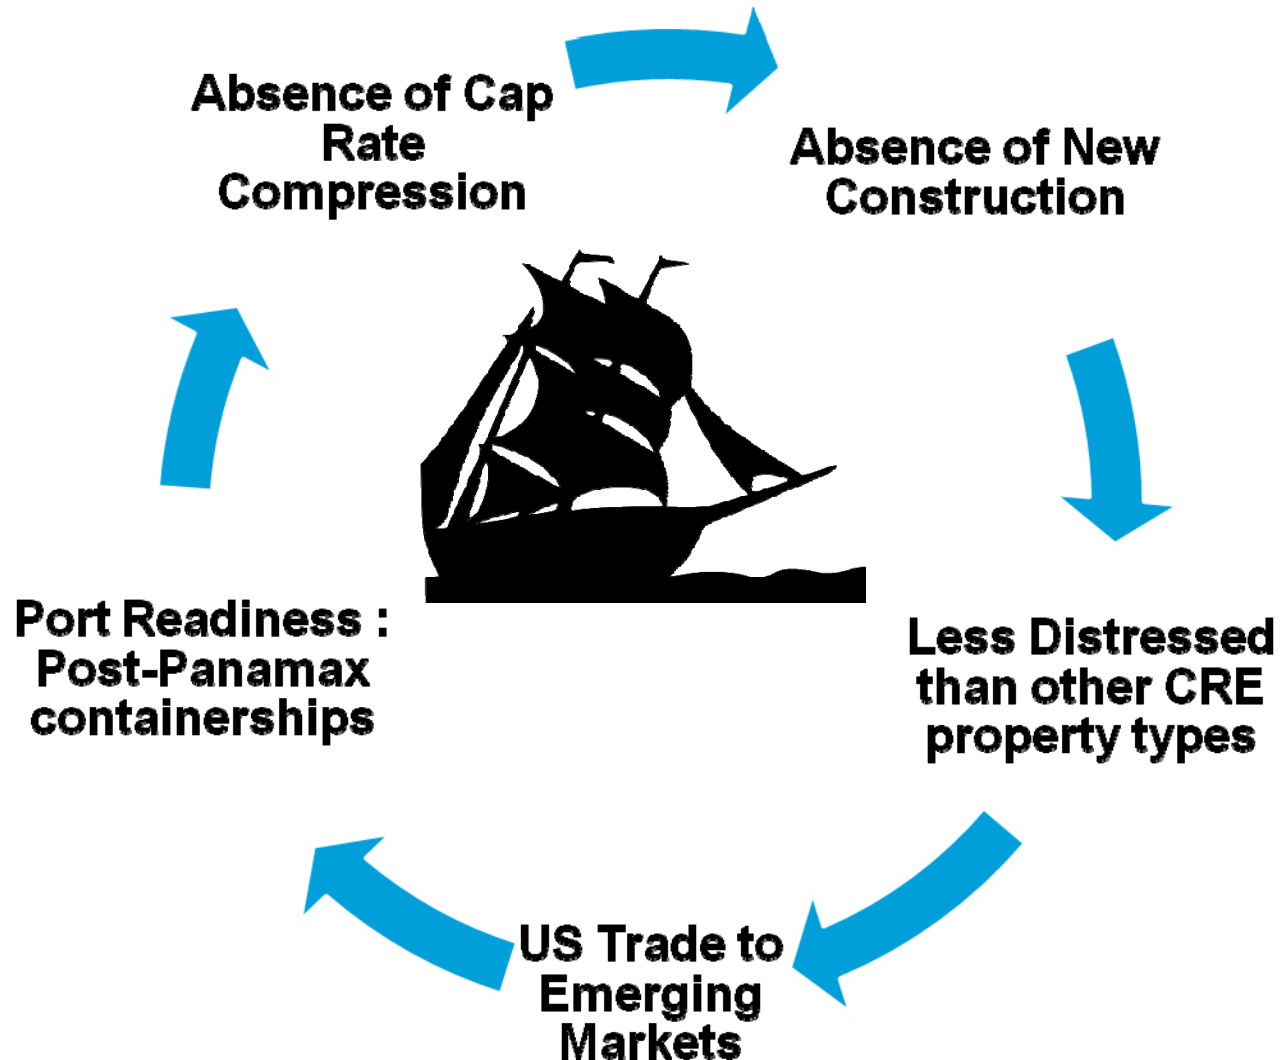 Absence of Cap
Rate
Compression
Absence of New
Construction
Less Distressed
than other CRE
property types
US Trade to
Emerging
Markets
Port Readiness :
Post-Panamax
containerships